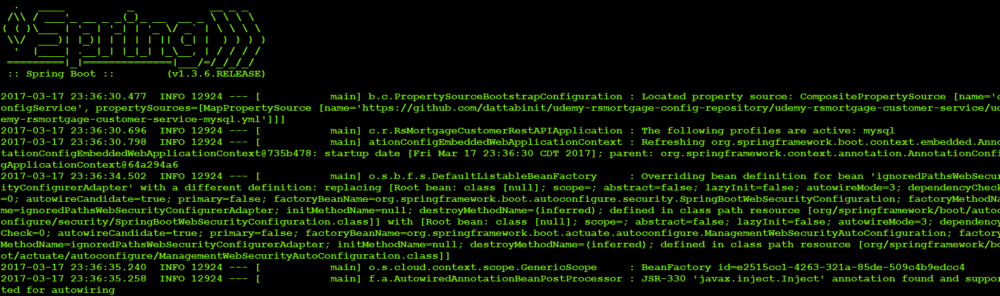 .   ____          _            __ _ _
 /\\ / ___'_ __ _ _(_)_ __  __ _ \ \ \ \
( ( )\___ | '_ | '_| | '_ \/ _` | \ \ \ \
 \\/  ___)| |_)| | | | | || (_| |  ) ) ) )
  '  |____| .__|_| |_|_| |_\__, | / / / /
 =========|_|==============|___/=/_/_/_/
 :: Spring Boot ::        (v1.3.6.RELEASE)
2017-03-17 23:36:30.477  INFO 12924 --- [           main] b.c.PropertySourceBootstrapConfiguration : Located property source: CompositePropertySource [name='c
onfigService', propertySources=[MapPropertySource [name='https://github.com/dattabinit/udemy-rsmortgage-config-repository/udemy-rsmortgage-customer-service/ud
emy-rsmortgage-customer-service-mysql.yml']]]
2017-03-17 23:36:30.696  INFO 12924 --- [           main] c.r.RsMortgageCustomerRestAPIApplication : The following profiles are active: mysql
2017-03-17 23:36:30.798  INFO 12924 --- [           main] ationConfigEmbeddedWebApplicationContext : Refreshing org.springframework.boot.context.embedded.Anno
tationConfigEmbeddedWebApplicationContext@735b478: startup date [Fri Mar 17 23:36:30 CDT 2017]; parent: org.springframework.context.annotation.AnnotationConfi
gApplicationContext@64a294a6
2017-03-17 23:36:34.502  INFO 12924 --- [           main] o.s.b.f.s.DefaultListableBeanFactory     : Overriding bean definition for bean 'ignoredPathsWebSecur
ityConfigurerAdapter' with a different definition: replacing [Root bean: class [null]; scope=; abstract=false; lazyInit=false; autowireMode=3; dependencyCheck
=0; autowireCandidate=true; primary=false; factoryBeanName=org.springframework.boot.autoconfigure.security.SpringBootWebSecurityConfiguration; factoryMethodNa
me=ignoredPathsWebSecurityConfigurerAdapter; initMethodName=null; destroyMethodName=(inferred); defined in class path resource [org/springframework/boot/autoc
onfigure/security/SpringBootWebSecurityConfiguration.class]] with [Root bean: class [null]; scope=; abstract=false; lazyInit=false; autowireMode=3; dependency
Check=0; autowireCandidate=true; primary=false; factoryBeanName=org.springframework.boot.actuate.autoconfigure.ManagementWebSecurityAutoConfiguration; factory
MethodName=ignoredPathsWebSecurityConfigurerAdapter; initMethodName=null; destroyMethodName=(inferred); defined in class path resource [org/springframework/bo
ot/actuate/autoconfigure/ManagementWebSecurityAutoConfiguration.class]]
2017-03-17 23:36:35.240  INFO 12924 --- [           main] o.s.cloud.context.scope.GenericScope     : BeanFactory id=e2515cc1-4263-321a-85de-509c4b9edcc4
2017-03-17 23:36:35.258  INFO 12924 --- [           main] f.a.AutowiredAnnotationBeanPostProcessor : JSR-330 'javax.inject.Inject' annotation found and suppor
ted for autowiring